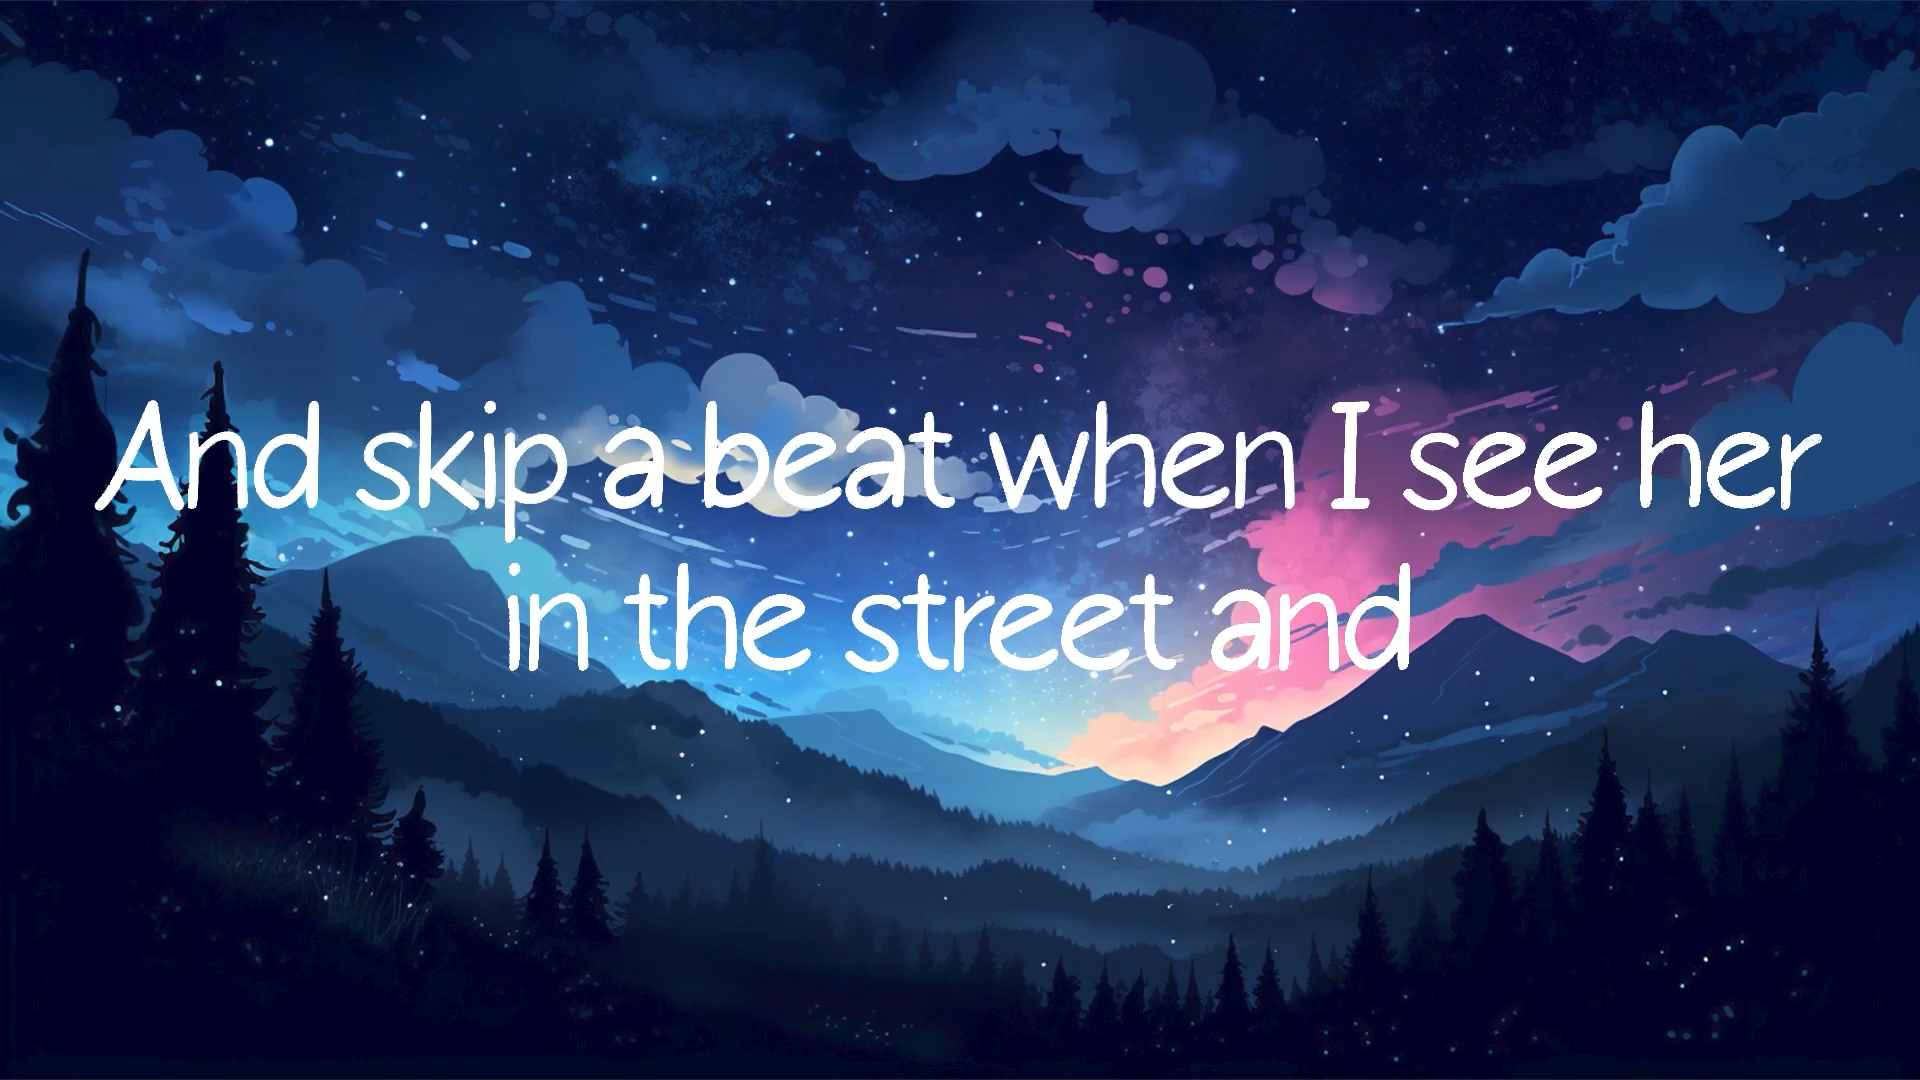 And skip a beat when I see her
in the street and